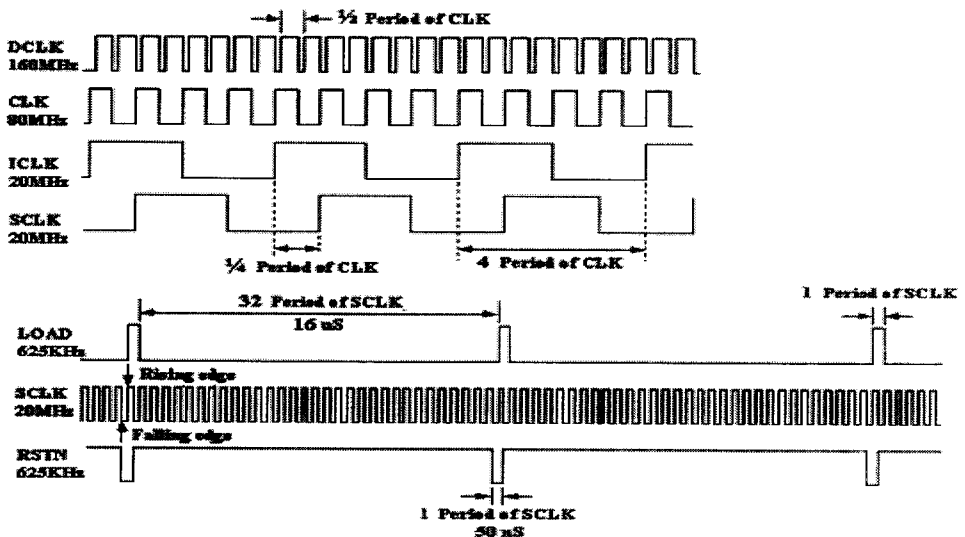 ½ Period of CLK
DCLK
160MHz
CLK
80MHz
ICLK
20MHz
SCLK
20MHz
¼ Period of CLK
4 Period of CLK
32 Period of SCLK
16 uS
1 Period of SCLK
LOAD
625KHz
Rising edge
SCLK
20MHz
Falling edge
RSTN
625KHz
1 Period of SCLK
50 nS